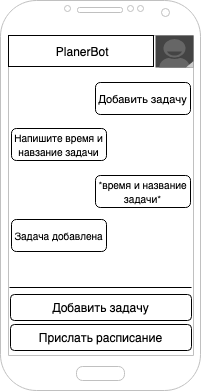 PlanerBot
Добавить задачу
Напишите время и
навзание задачи
*время и название
задачи*
Задача добавлена
Добавить задачу
Прислать расписание